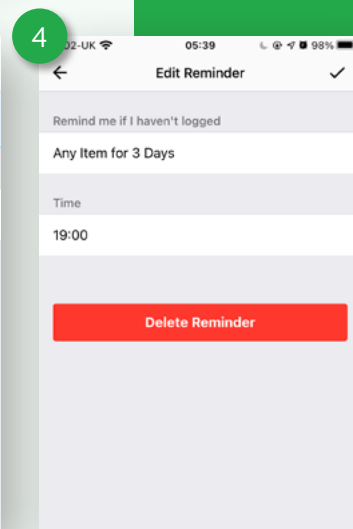 4
O2-UK 05:39 98%
Edit Reminder
Remind me if I haven't logged
Any Item for 3 Days
Time
19:00
Delete Reminder